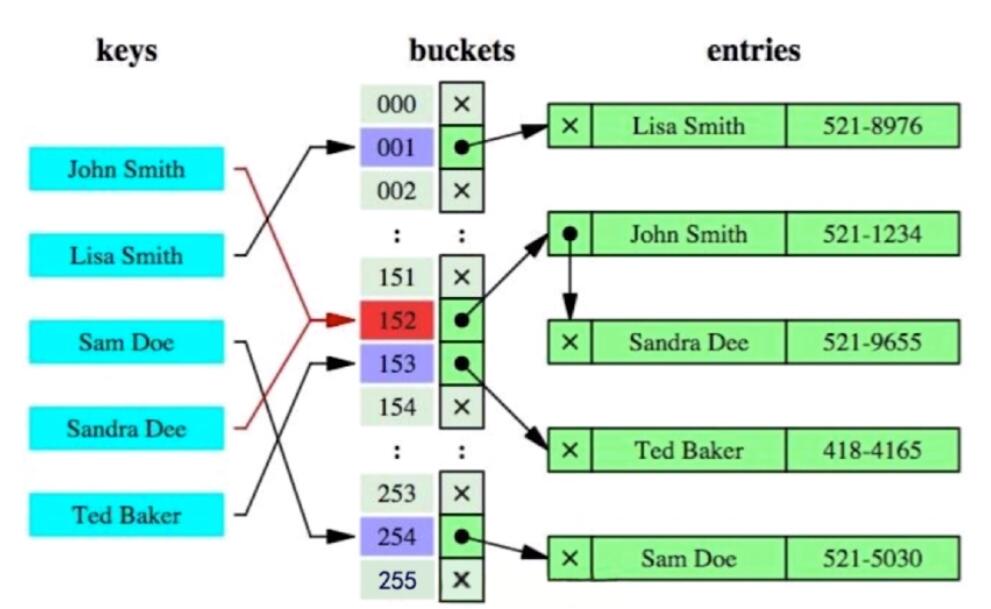 keys buckets entries
000 ×
Lisa Smith 521-8976
001
John Smith
002 ×
John Smith 521-1234
: :
Lisa Smith
151 ×
152
Sam Doe
Sandra Dee 521-9655
153
154 ×
Sandra Dee
Ted Baker 418-4165
: :
253 ×
Ted Baker
254
Sam Doe 521-5030
255 ×